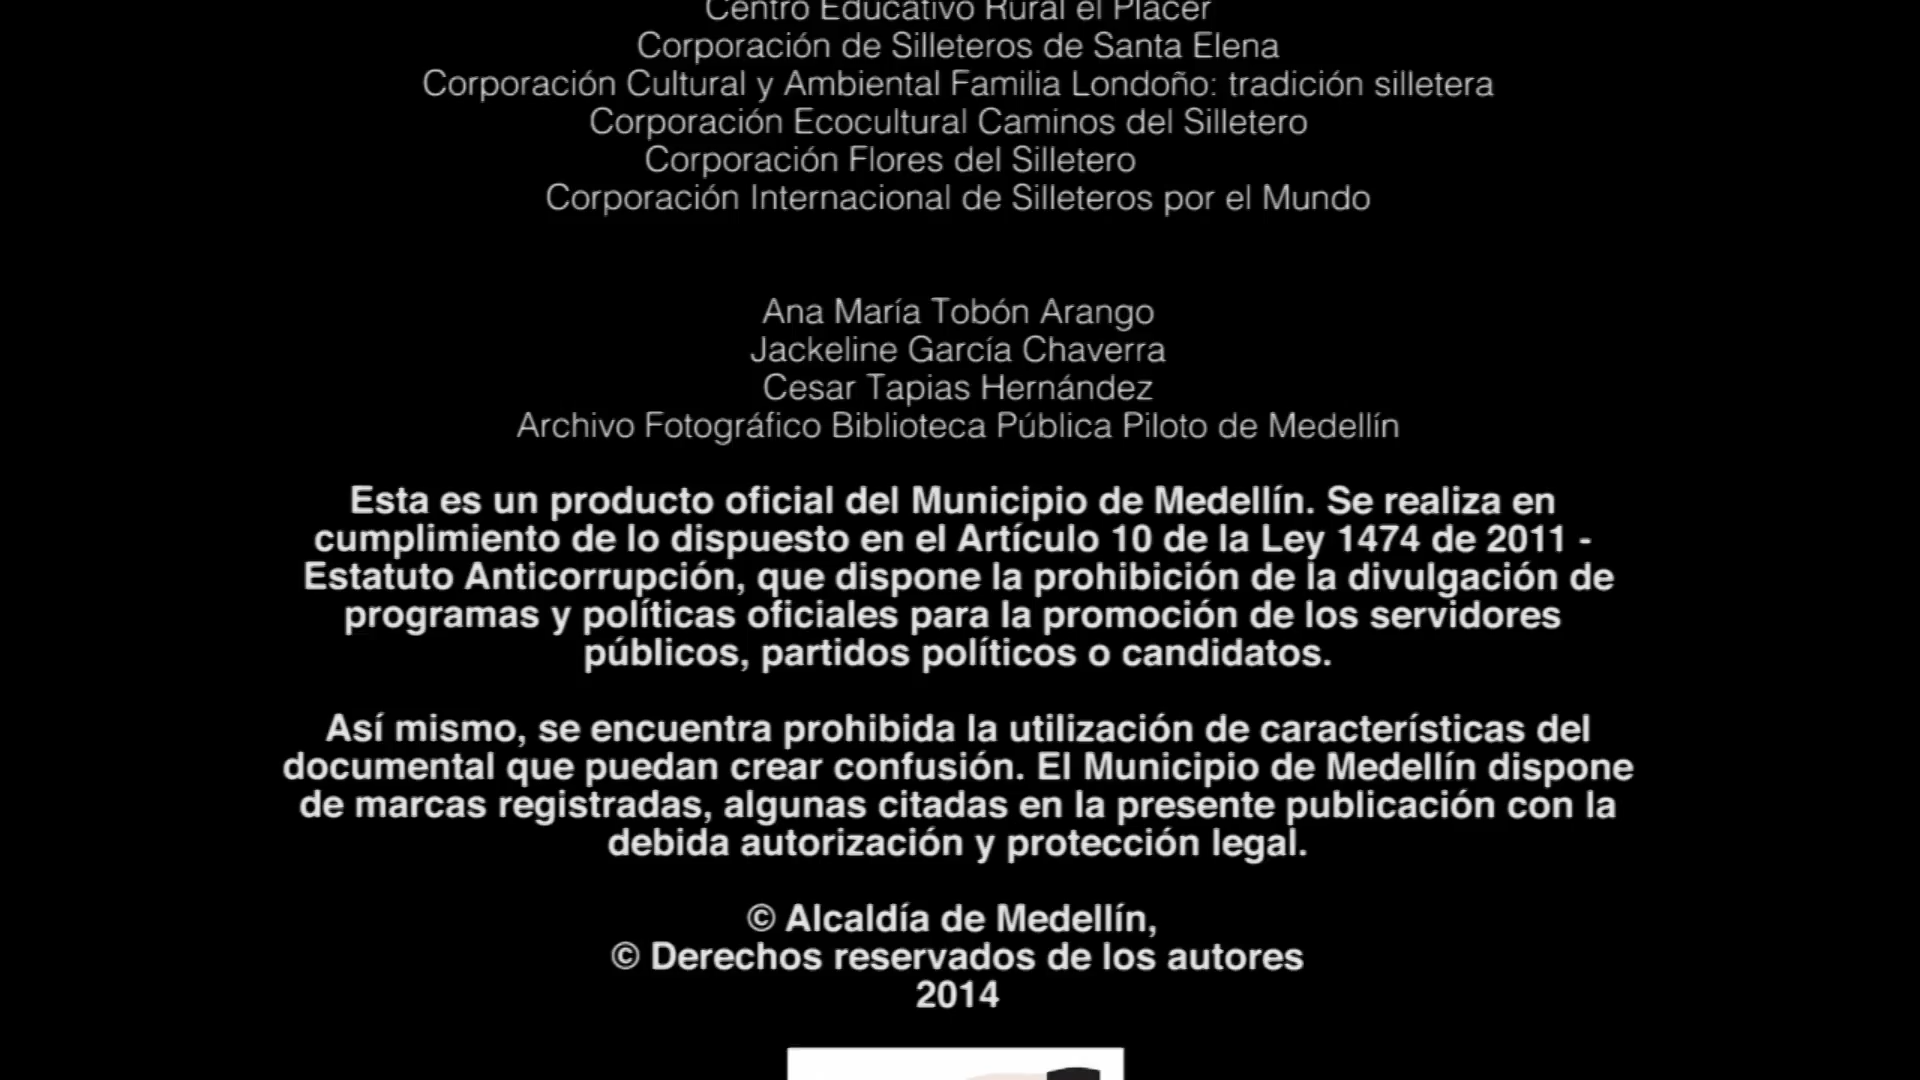 Centro Educativo Rural el Placer
Corporación de Silleteros de Santa Elena
Corporación Cultural y Ambiental Familia Londoño: tradición silletera
Corporación Ecocultural Caminos del Silletero
Corporación Flores del Silletero
Corporación Internacional de Silleteros por el Mundo
Ana María Tobón Arango
Jackeline García Chaverra
Cesar Tapias Hernández
Archivo Fotográfico Biblioteca Pública Piloto de Medellín
Esta es un producto oficial del Municipio de Medellín. Se realiza en
cumplimiento de lo dispuesto en el Artículo 10 de la Ley 1474 de 2011 -
Estatuto Anticorrupción, que dispone la prohibición de la divulgación de
programas y políticas oficiales para la promoción de los servidores
públicos, partidos políticos o candidatos.
Así mismo, se encuentra prohibida la utilización de características del
documental que puedan crear confusión. El Municipio de Medellín dispone
de marcas registradas, algunas citadas en la presente publicación con la
debida autorización y protección legal.
© Alcaldía de Medellín,
© Derechos reservados de los autores
2014